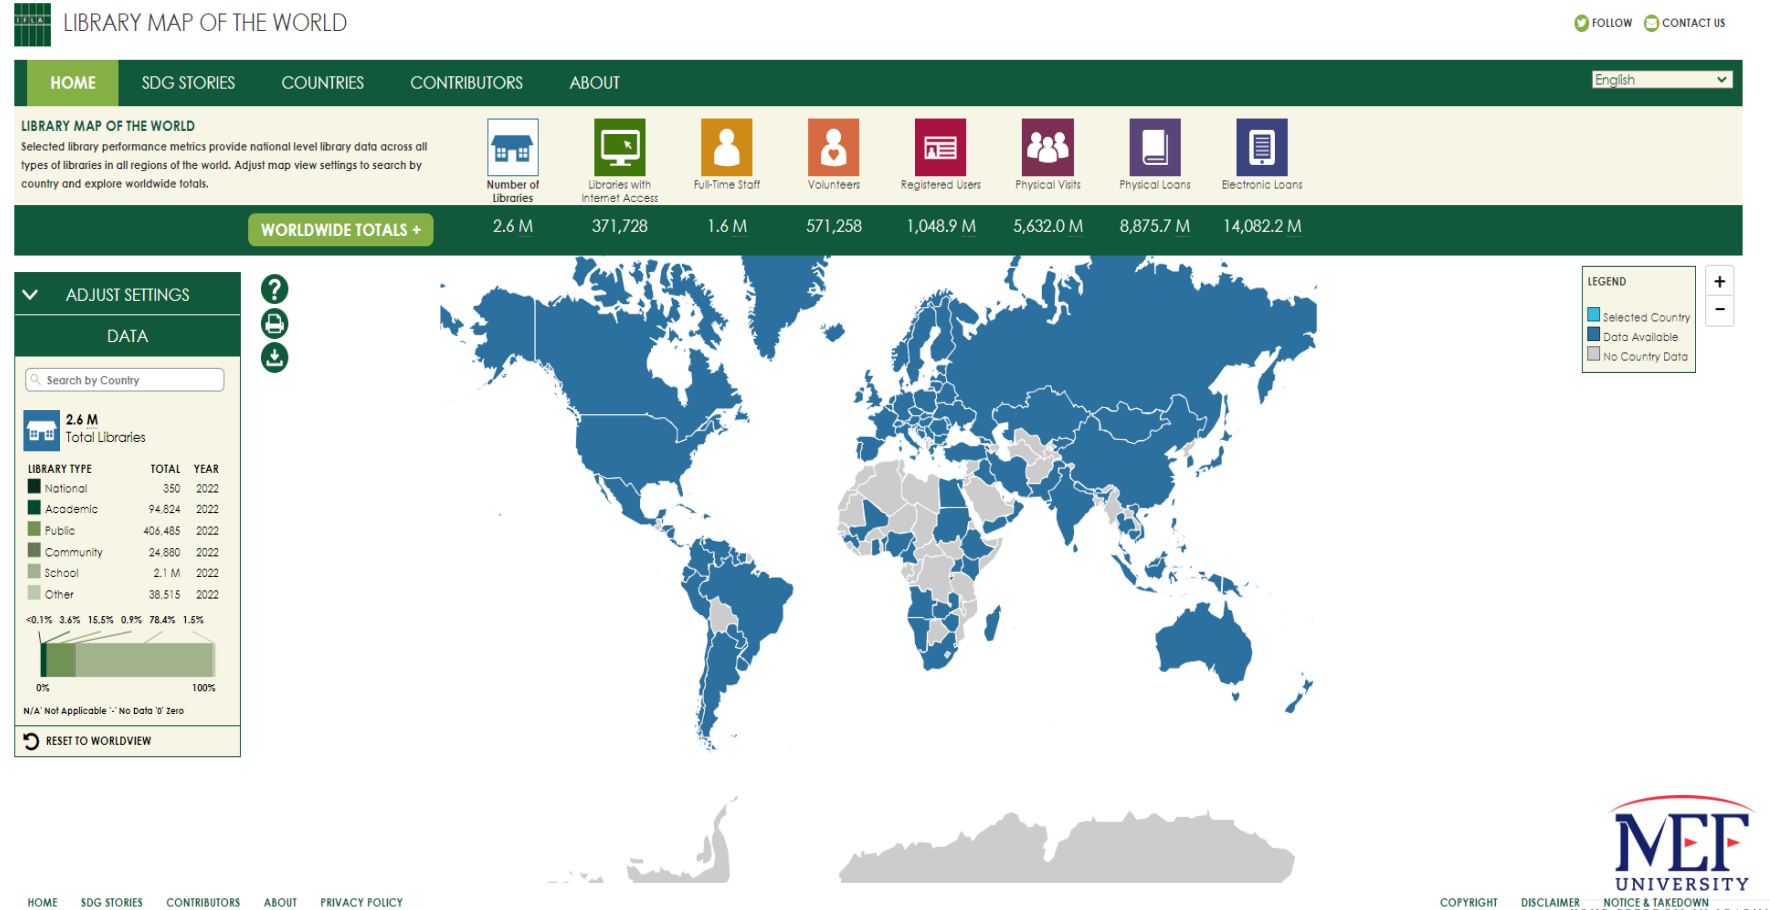 IFLA
LIBRARY MAP OF THE WORLD
FOLLOW
CONTACT US
HOME
SDG STORIES
COUNTRIES
CONTRIBUTORS
ABOUT
English
LIBRARY MAP OF THE WORLD
Selected library performance metrics provide national level library data across all
types of libraries in all regions of the world. Adjust map view settings to search by
country and explore worldwide totals.
Number of
Libraries
Libraries with
Internet Access
Full-Time Staff
Volunteers
Registered Users
Physical Visits
Physical Loans
Electronic Loans
WORLDWIDE TOTALS +
2.6 M
371,728
1.6 M
571,258
1,048.9 M
5,632.0 M
8,875.7 M
14,082.2 M
ADJUST SETTINGS
DATA
Search by Country
2.6 M
Total Libraries
LIBRARY TYPE TOTAL YEAR
National 350 2022
Academic 94,824 2022
Public 406,485 2022
Community 24,880 2022
School 2.1 M 2022
Other 38,515 2022
<0.1% 3.6% 15.5% 0.9% 78.4% 1.5%
0% 100%
N/A' Not Applicable '-' No Data '0' Zero
RESET TO WORLDVIEW
?
LEGEND
Selected Country
Data Available
No Country Data
+
-
MEF
UNIVERSITY
HOME
SDG STORIES
CONTRIBUTORS
ABOUT
PRIVACY POLICY
COPYRIGHT
DISCLAIMER
NOTICE & TAKEDOWN